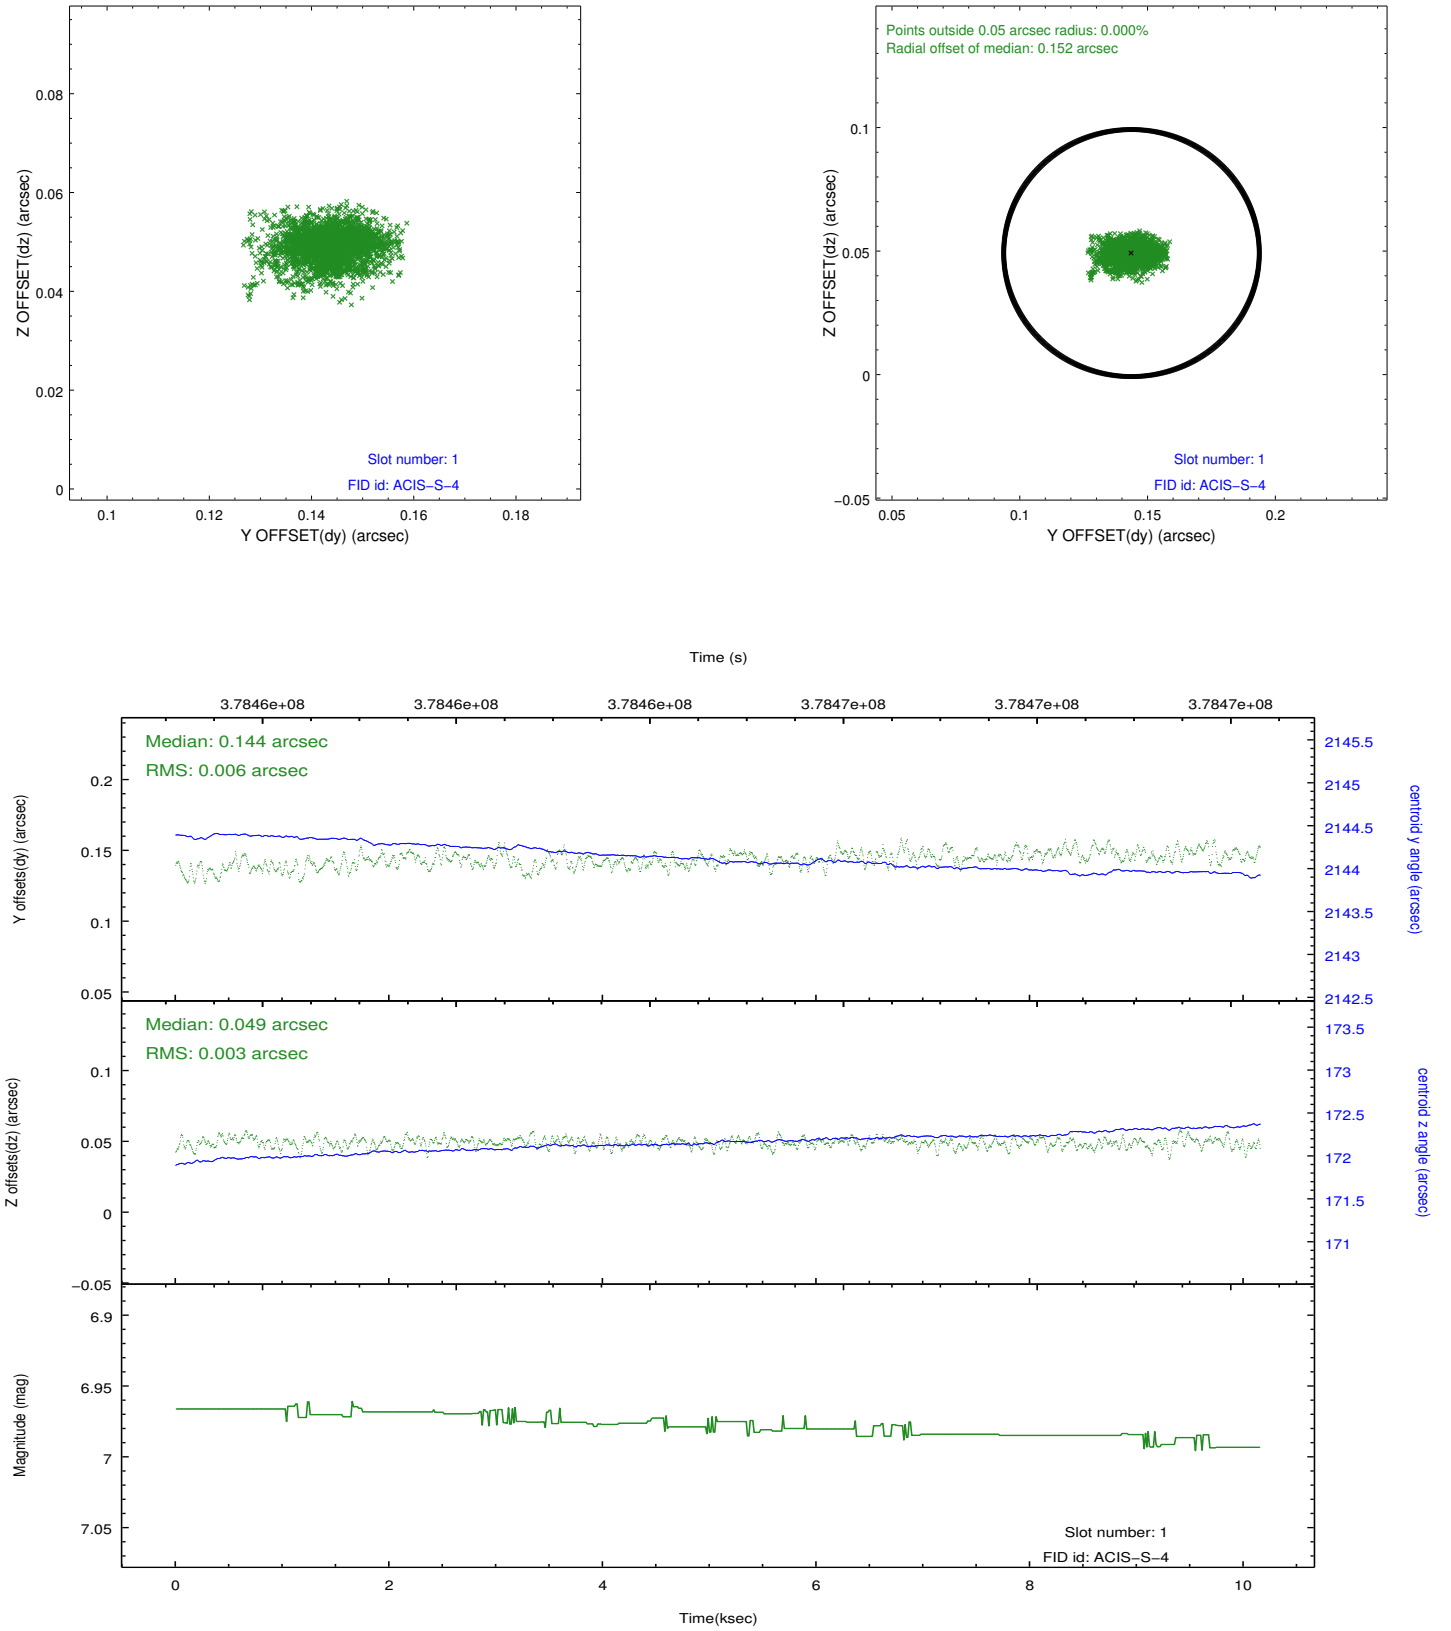 0.08
0.06
0.04
0.02
0
Z OFFSET(dz) (arcsec)
Slot number: 1
FID id: ACIS−S−4
0.1 0.12 0.14 0.16 0.18
Y OFFSET(dy) (arcsec)
Points outside 0.05 arcsec radius: 0.000%
Radial offset of median: 0.152 arcsec
0.1
0.05
0
−0.05
Z OFFSET(dz) (arcsec)
Slot number: 1
FID id: ACIS−S−4
0.05 0.1 0.15 0.2
Y OFFSET(dy) (arcsec)
Time (s)
3.7846e+08 3.7846e+08 3.7846e+08 3.7847e+08 3.7847e+08 3.7847e+08
Median: 0.144 arcsec
RMS: 0.006 arcsec
0.2
0.15
0.1
0.05
Y offsets(dy) (arcsec)
2145.5
2145
2144.5
2144
2143.5
2143
2142.5
centroid y angle (arcsec)
Median: 0.049 arcsec
RMS: 0.003 arcsec
0.1
0.05
0
−0.05
Z offsets(dz) (arcsec)
173.5
173
172.5
172
171.5
171
centroid z angle (arcsec)
6.9
6.95
7
7.05
Magnitude (mag)
Slot number: 1
FID id: ACIS−S−4
0 2 4 6 8 10
Time(ksec)